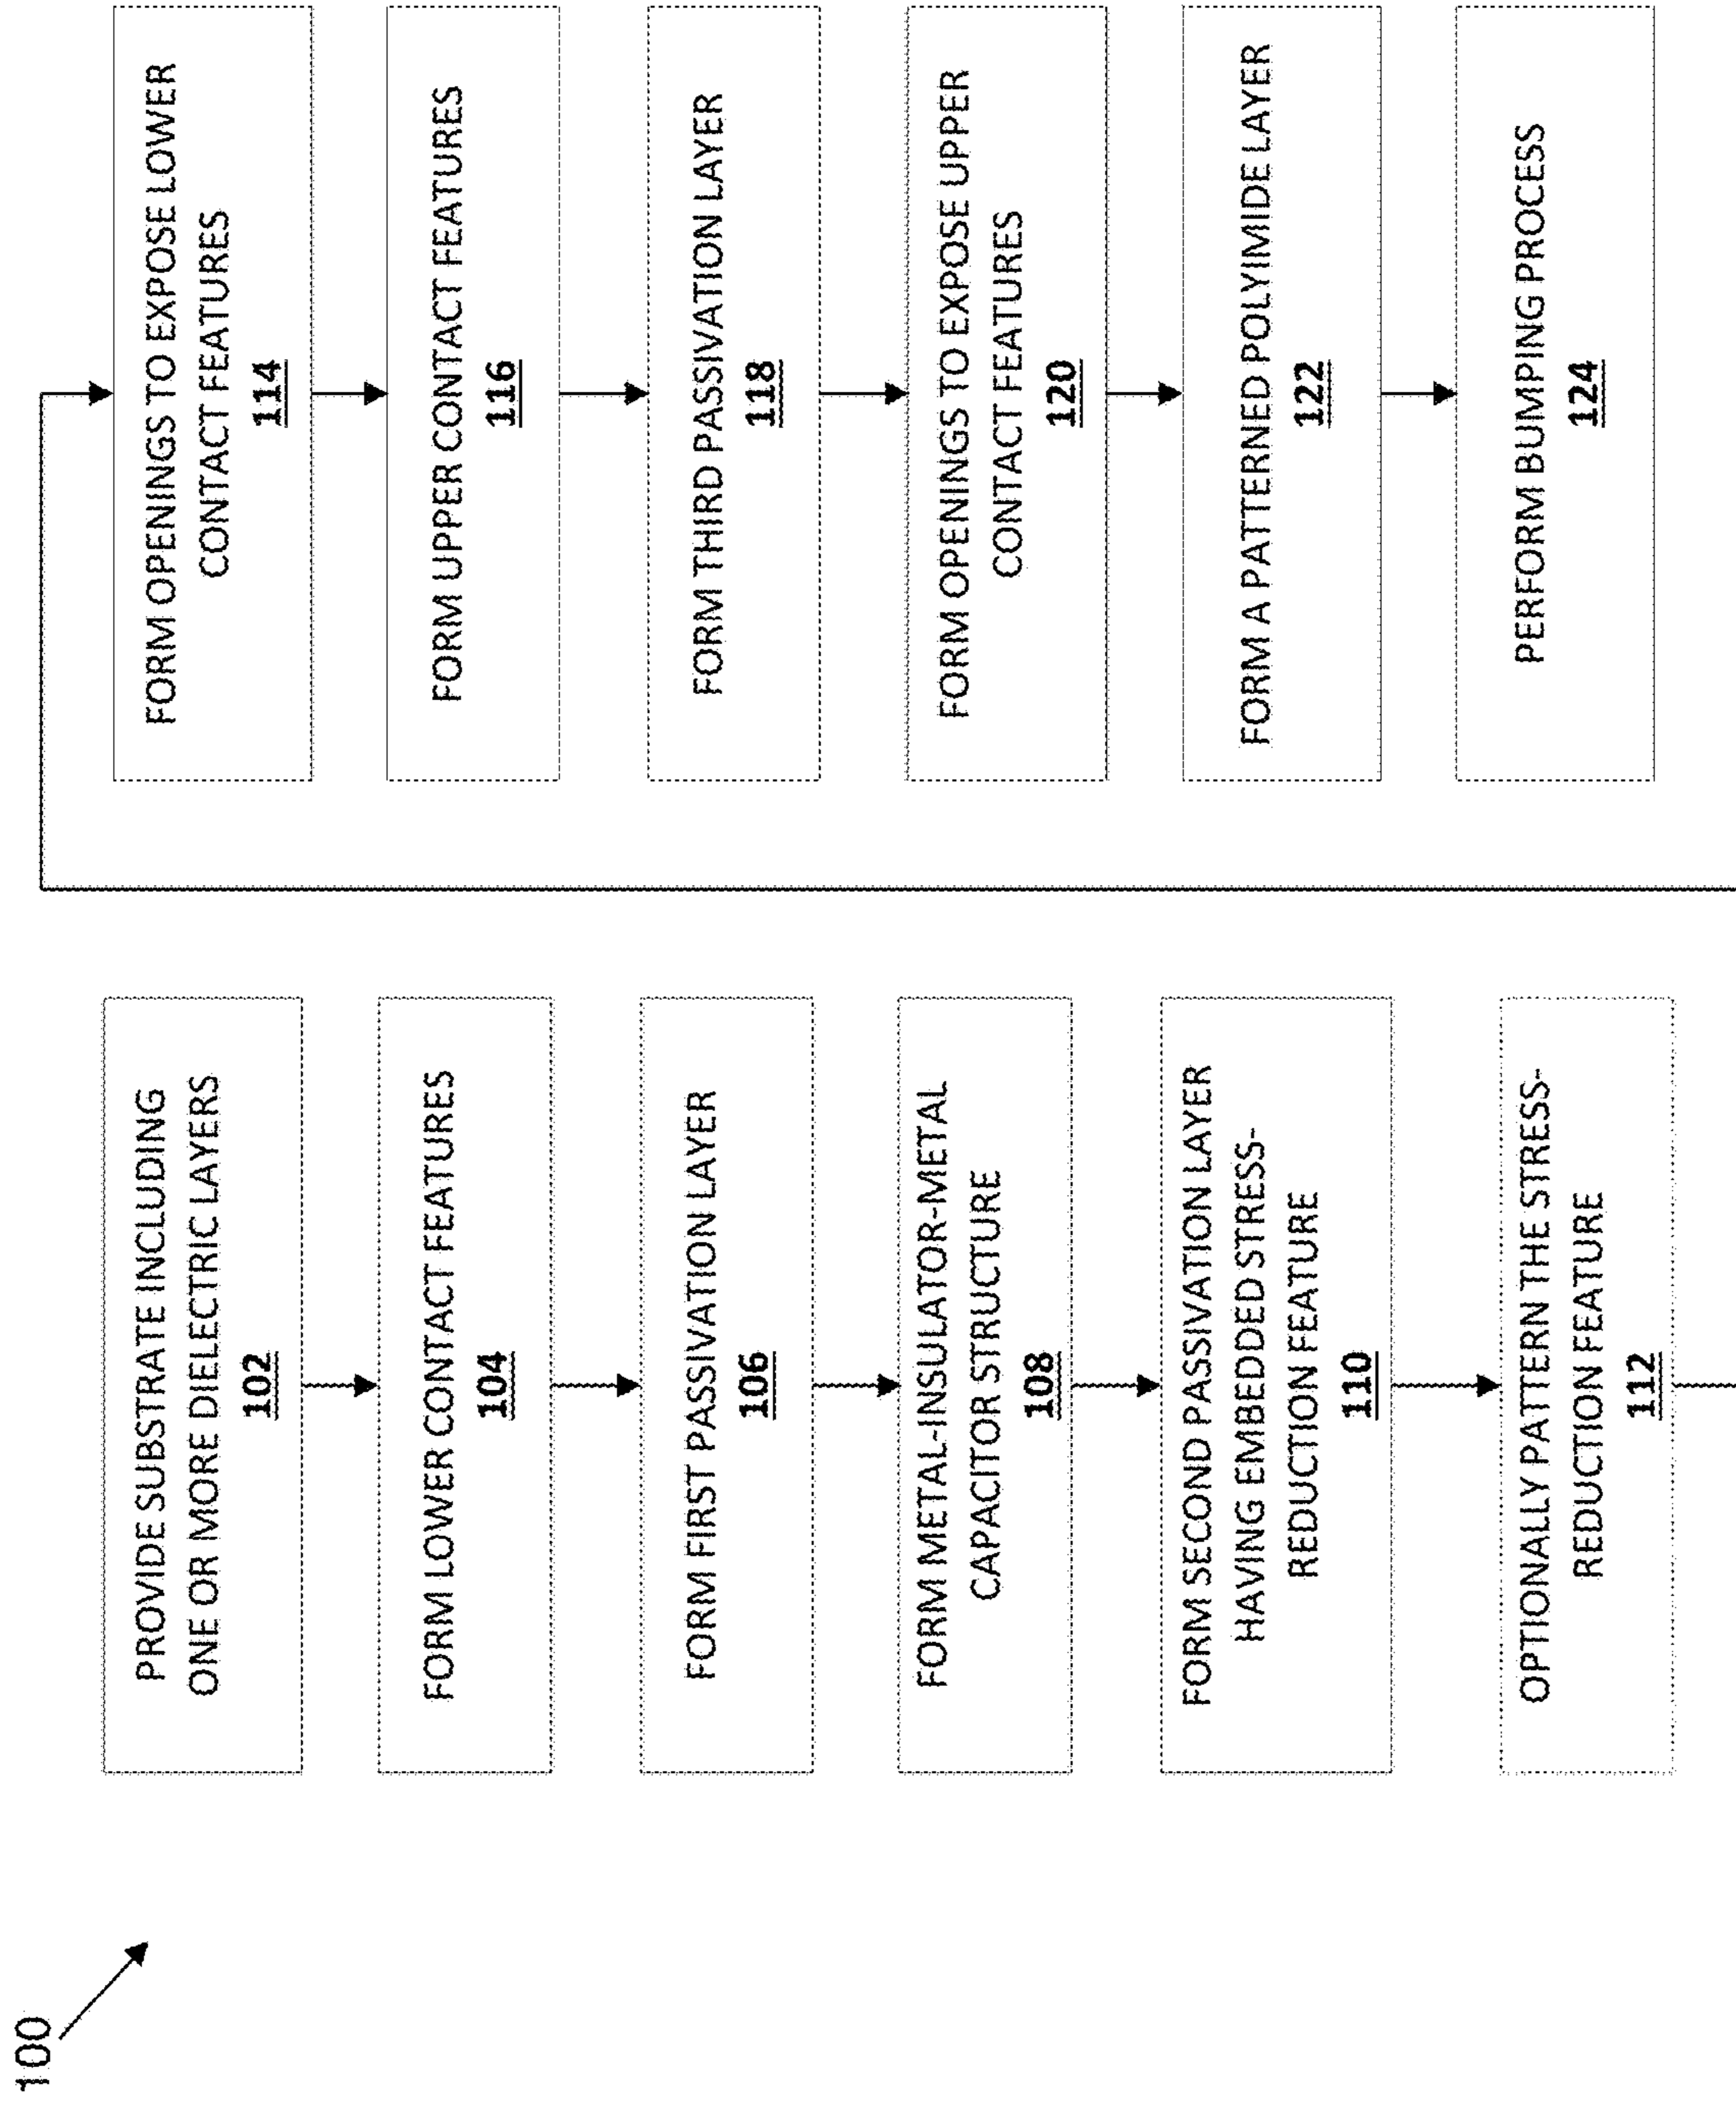 100
PROVIDE SUBSTRATE INCLUDING
ONE OR MORE DIELECTRIC LAYERS
102
FORM LOWER CONTACT FEATURES
104
FORM FIRST PASSIVATION LAYER
106
FORM METAL-INSULATOR-METAL
CAPACITOR STRUCTURE
108
FORM SECOND PASSIVATION LAYER
HAVING EMBEDDED STRESS-
REDUCTION FEATURE
110
OPTIONALLY PATTERN THE STRESS-
REDUCTION FEATURE
112
FORM OPENINGS TO EXPOSE LOWER
CONTACT FEATURES
114
FORM UPPER CONTACT FEATURES
116
FORM THIRD PASSIVATION LAYER
118
FORM OPENINGS TO EXPOSE UPPER
CONTACT FEATURES
120
FORM A PATTERNED POLYIMIDE LAYER
122
PERFORM BUMPING PROCESS
124